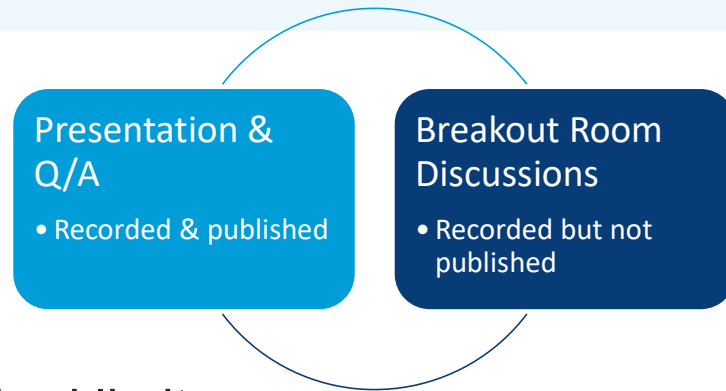 Presentation &
Q/A
• Recorded & published
Breakout Room
Discussions
• Recorded but not
published